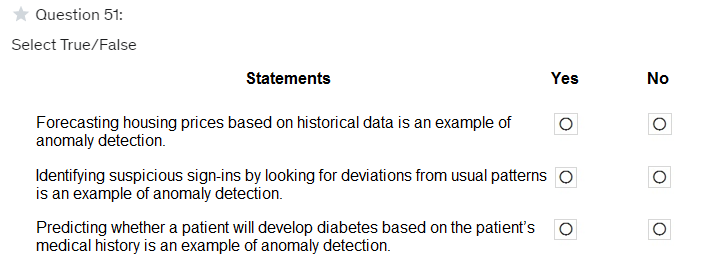 Question 51:
Select True/False
Statements Yes No
Forecasting housing prices based on historical data is an example of
anomaly detection.
Identifying suspicious sign-ins by looking for deviations from usual patterns
is an example of anomaly detection.
Predicting whether a patient will develop diabetes based on the patient's
medical history is an example of anomaly detection.